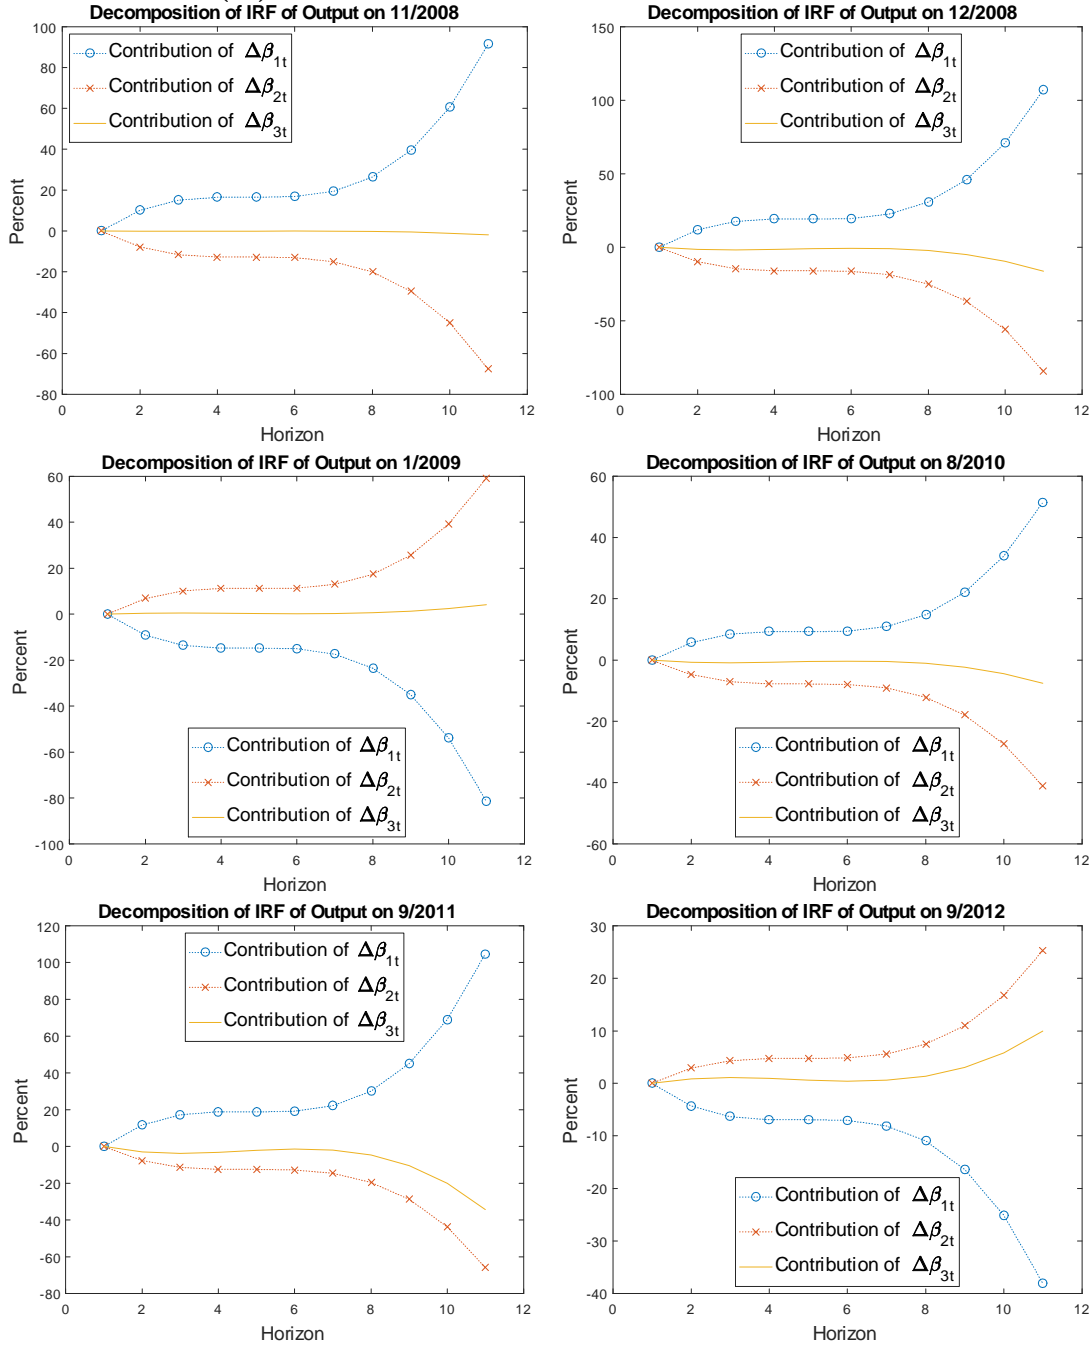 Decomposition of IRF of Output on 11/2008
100
80
60
40
20
0
-20
-40
-60
-80
0 2 4 6 8 10 12
Percent
Horizon
Contribution of Δβ1t
Contribution of Δβ2t
Contribution of Δβ3t
Decomposition of IRF of Output on 12/2008
150
100
50
0
-50
-100
0 2 4 6 8 10 12
Percent
Horizon
Contribution of Δβ1t
Contribution of Δβ2t
Contribution of Δβ3t
Decomposition of IRF of Output on 1/2009
60
40
20
0
-20
-40
-60
-80
-100
0 2 4 6 8 10 12
Percent
Horizon
Contribution of Δβ1t
Contribution of Δβ2t
Contribution of Δβ3t
Decomposition of IRF of Output on 8/2010
60
40
20
0
-20
-40
-60
0 2 4 6 8 10 12
Percent
Horizon
Contribution of Δβ1t
Contribution of Δβ2t
Contribution of Δβ3t
Decomposition of IRF of Output on 9/2011
120
100
80
60
40
20
0
-20
-40
-60
-80
0 2 4 6 8 10 12
Percent
Horizon
Contribution of Δβ1t
Contribution of Δβ2t
Contribution of Δβ3t
Decomposition of IRF of Output on 9/2012
30
20
10
0
-10
-20
-30
-40
0 2 4 6 8 10 12
Percent
Horizon
Contribution of Δβ1t
Contribution of Δβ2t
Contribution of Δβ3t